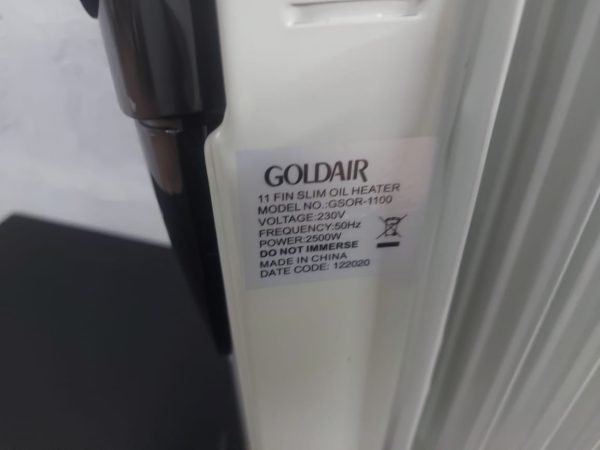 GOLDAIR
11 FIN SLIM OIL HEATER
MODEL NO.:GSOR-1100
VOLTAGE:230V
FREQUENCY:50Hz
POWER:2500W
DO NOT IMMERSE
MADE IN CHINA
DATE CODE: 122020